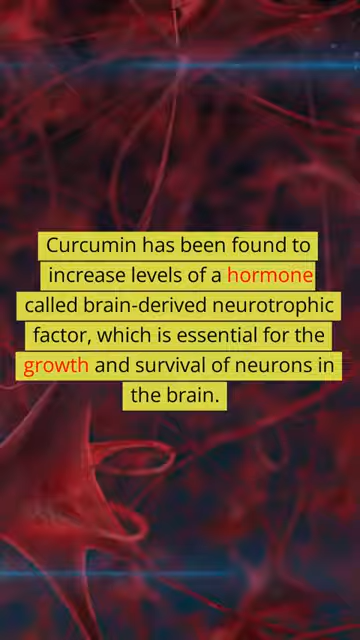 Curcumin has been found to
increase levels of a hormone
called brain-derived neurotrophic
factor, which is essential for the
growth and survival of neurons in
the brain.